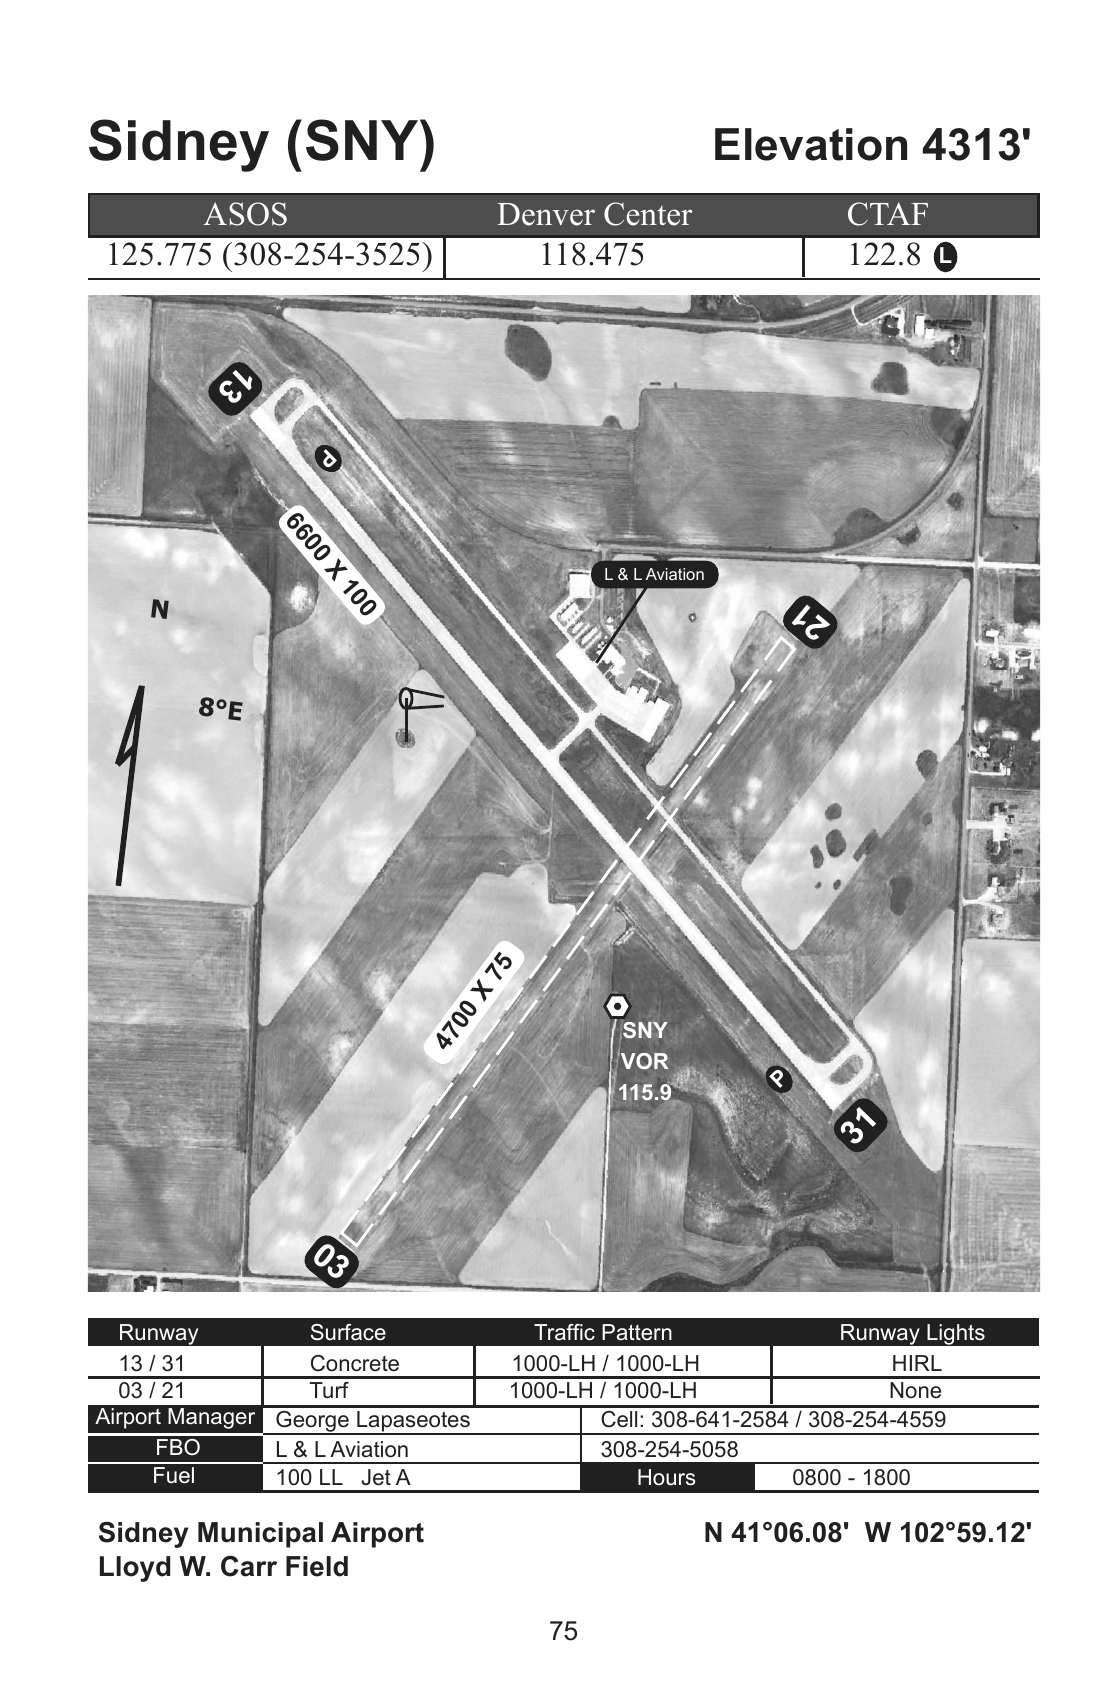 Sidney (SNY) Elevation 4313'
ASOS Denver Center CTAF
125.775 (308-254-3525) 118.475 122.8 L
13
P
6600 X 100
L & L Aviation
N
21
8°E
4700 X 75
SNY
VOR
115.9
P
31
03
Runway Surface Traffic Pattern Runway Lights
13 / 31 Concrete 1000-LH / 1000-LH HIRL
03 / 21 Turf 1000-LH / 1000-LH None
Airport Manager George Lapaseotes Cell: 308-641-2584 / 308-254-4559
FBO L & L Aviation 308-254-5058
Fuel 100 LL Jet A Hours 0800 - 1800
Sidney Municipal Airport N 41°06.08' W 102°59.12'
Lloyd W. Carr Field
75